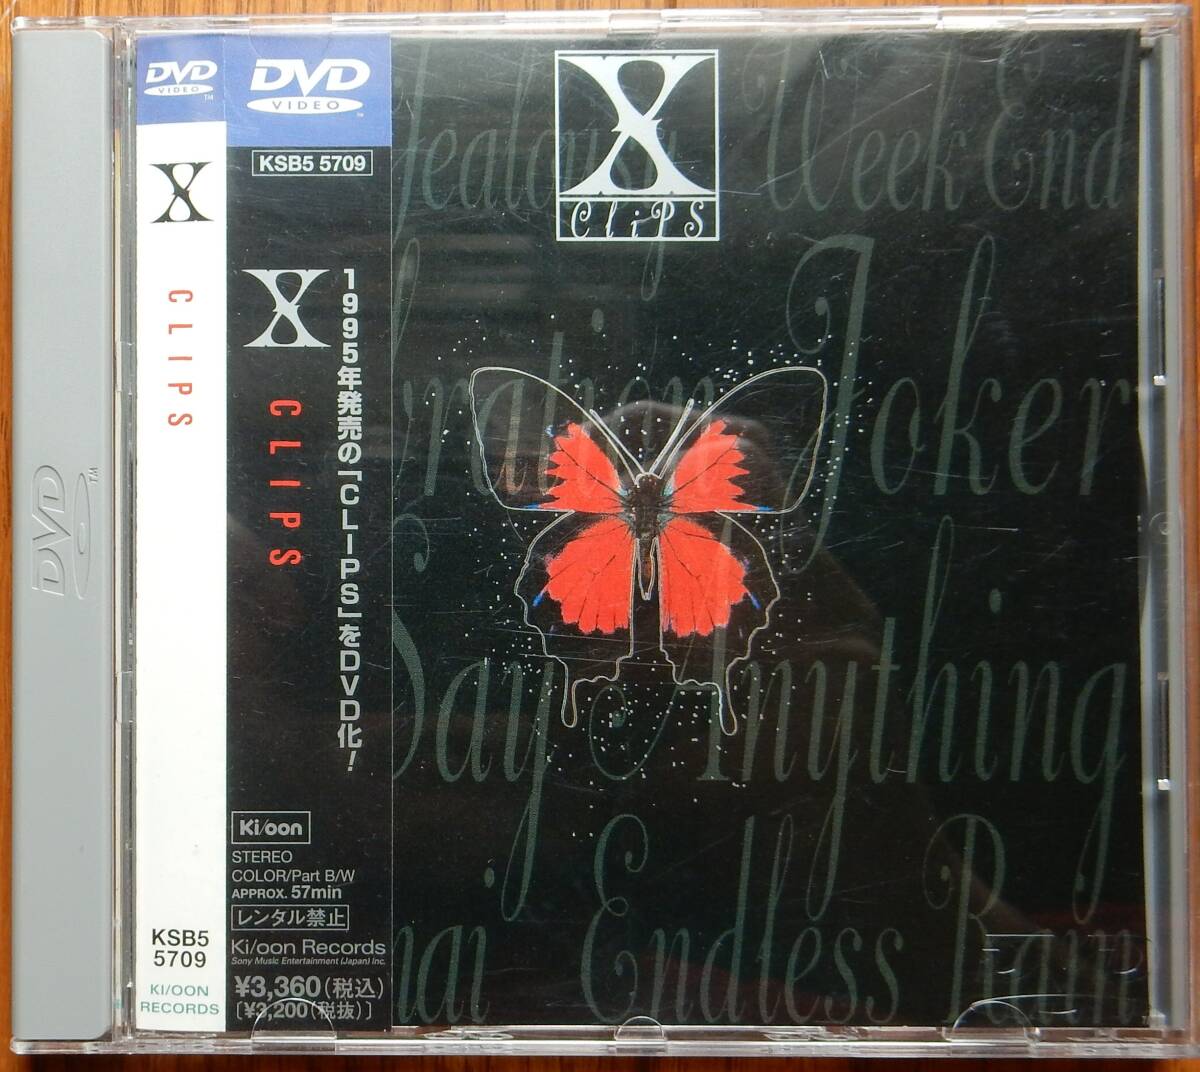 DVD
VIDEO
TM
X
CLIPS
KSB5
5709
KI/OON
RECORDS
DVD
VIDEO
TM
KSB5 5709
X
CLIPS
1995年発売の「CLIPS」をDVD化!
Ki/oon
STEREO
COLOR/Part B/W
APPROX. 57min
レンタル禁止
Ki/oon Records
Sony Music Entertainment (Japan) Inc.
¥3,360(税込)
[¥3,200(税抜)]
X
CliPS
Jealousy Week End
Joker
Say Anything
Endless Rain
DVD
TM